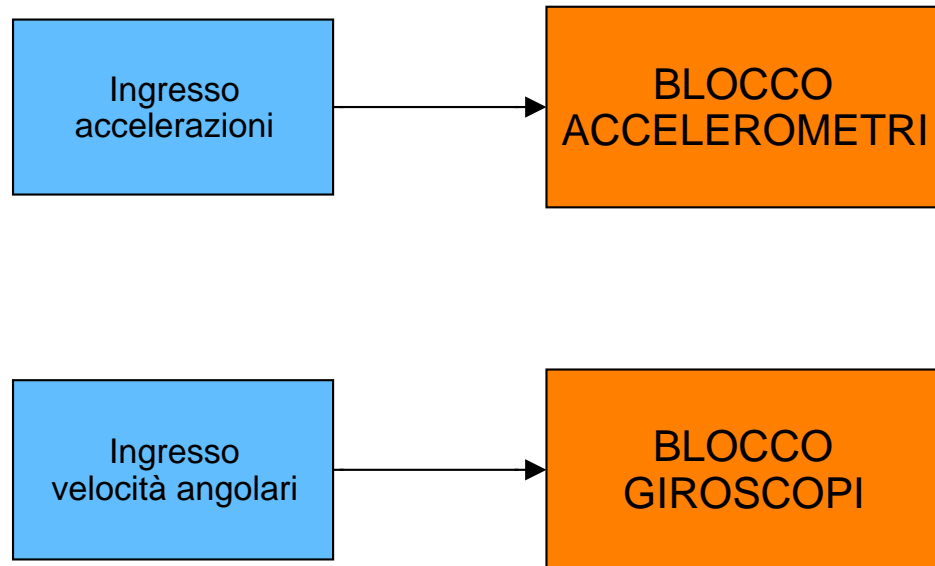 Ingresso
accelerazioni
BLOCCO
ACCELEROMETRI
Ingresso
velocità angolari
BLOCCO
GIROSCOPI